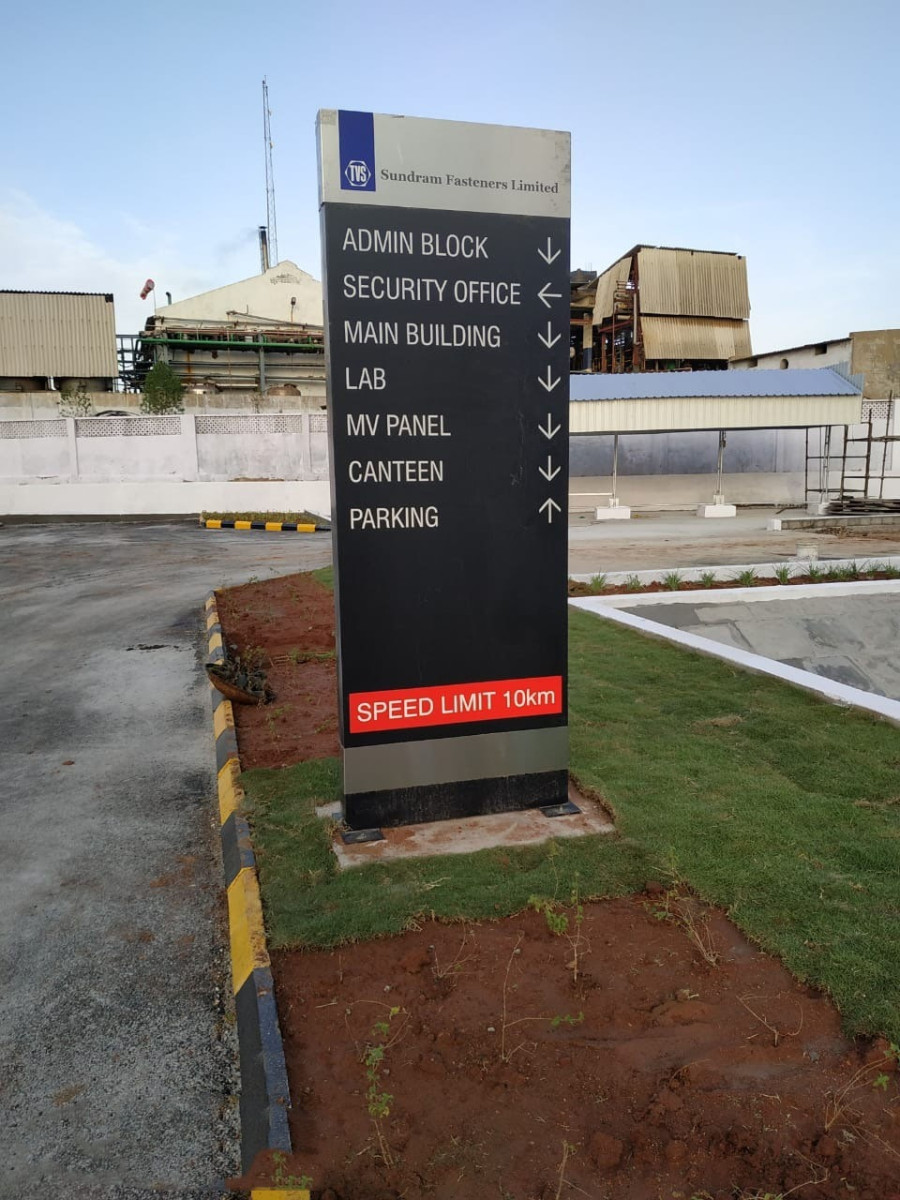 TVS Sundram Fasteners Limited
ADMIN BLOCK ↓
SECURITY OFFICE ←
MAIN BUILDING ↓
LAB ↓
MV PANEL ↓
CANTEEN ↓
PARKING ↑
SPEED LIMIT 10km